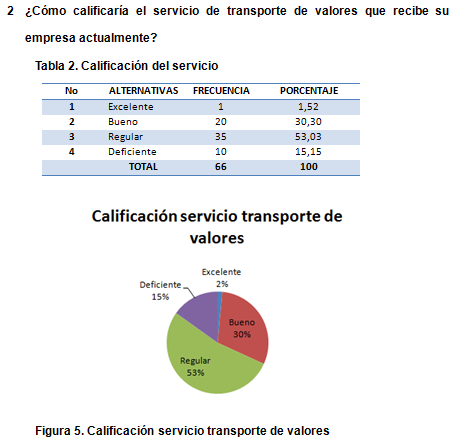 2 ¿Cómo calificaría el servicio de transporte de valores que recibe su
empresa actualmente?
Tabla 2. Calificación del servicio
No ALTERNATIVAS FRECUENCIA PORCENTAJE
1 Excelente 1 1,52
2 Bueno 20 30,30
3 Regular 35 53,03
4 Deficiente 10 15,15
TOTAL 66 100
Calificación servicio transporte de
valores
Excelente
2%
Deficiente
15%
Bueno
30%
Regular
53%
Figura 5. Calificación servicio transporte de valores